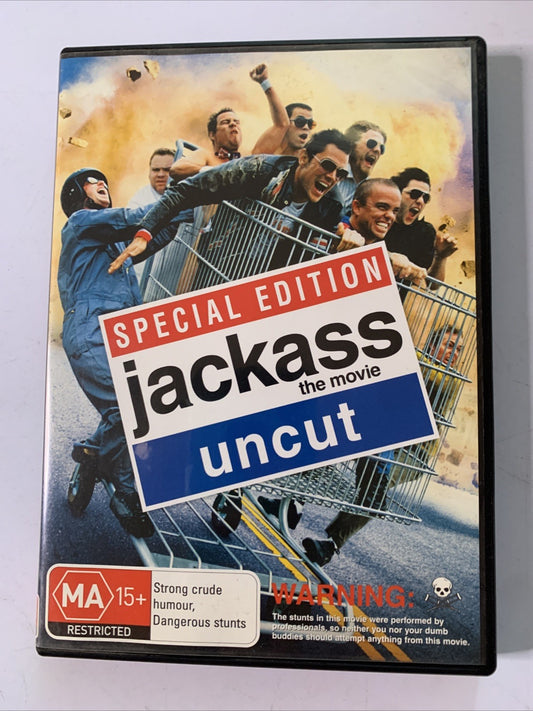 SPECIAL EDITION
jackass
the movie
uncut
MA 15+
RESTRICTED
Strong crude
humour,
Dangerous stunts
WARNING:
The stunts in this movie were performed by
professionals, so neither you nor your dumb
buddies should attempt anything from this movie.